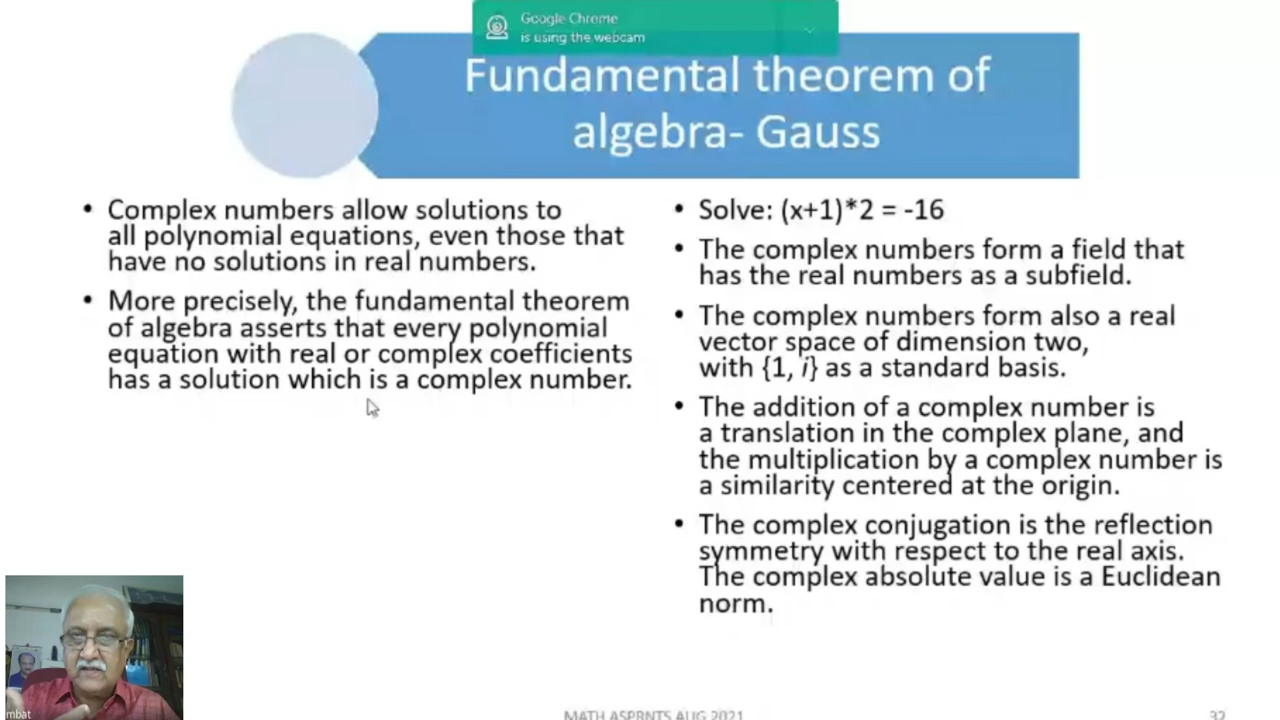 Google Chrome
is using the webcam
Fundamental theorem of
algebra- Gauss
• Complex numbers allow solutions to
all polynomial equations, even those that
have no solutions in real numbers.
• More precisely, the fundamental theorem
of algebra asserts that every polynomial
equation with real or complex coefficients
has a solution which is a complex number.
• Solve: (x+1)*2 = -16
• The complex numbers form a field that
has the real numbers as a subfield.
• The complex numbers form also a real
vector space of dimension two,
with {1, i} as a standard basis.
• The addition of a complex number is
a translation in the complex plane, and
the multiplication by a complex number is
a similarity centered at the origin.
• The complex conjugation is the reflection
symmetry with respect to the real axis.
The complex absolute value is a Euclidean
norm.
mbat
MATH ASPRNTS AUG 2021
32